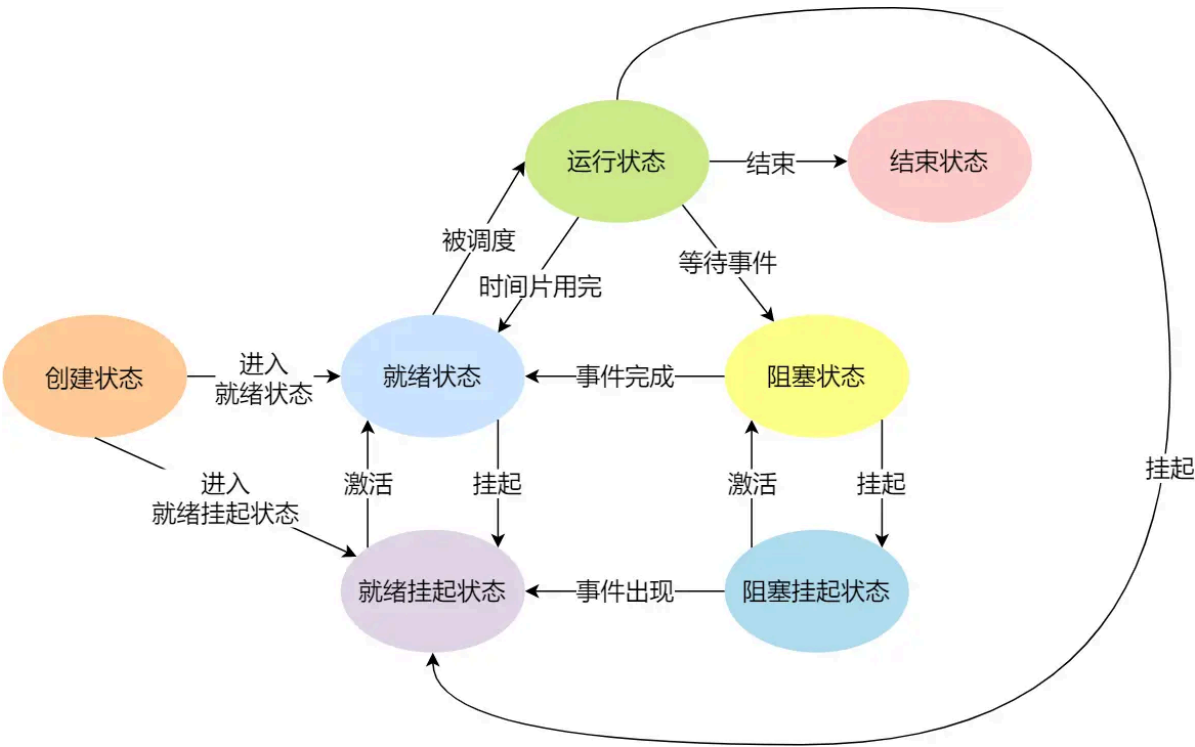 运行状态
结束
结束状态
被调度
时间片用完
等待事件
创建状态
进入
就绪状态
就绪状态
事件完成
阻塞状态
进入
就绪挂起状态
激活
挂起
激活
挂起
挂起
就绪挂起状态
事件出现
阻塞挂起状态